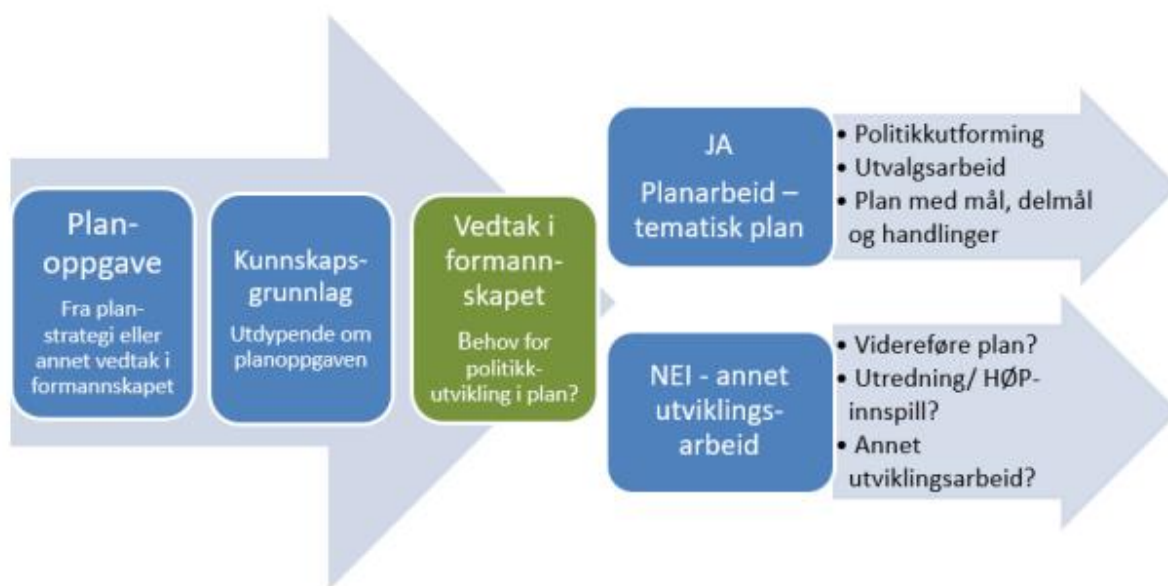 Plan-
oppgave
Fra plan-
strategi eller
annet vedtak i
formannskapet
Kunnskaps-
grunnlag
Utdypende om
planoppgaven
Vedtak i
formann-
skapet
Behov for
politikk-
utvikling i plan?
JA
Planarbeid –
tematisk plan
• Politikkutforming
• Utvalgsarbeid
• Plan med mål, delmål
og handlinger
NEI - annet
utviklings-
arbeid
• Videreføre plan?
• Utredning/ HØP-
innspill?
• Annet
utviklingsarbeid?